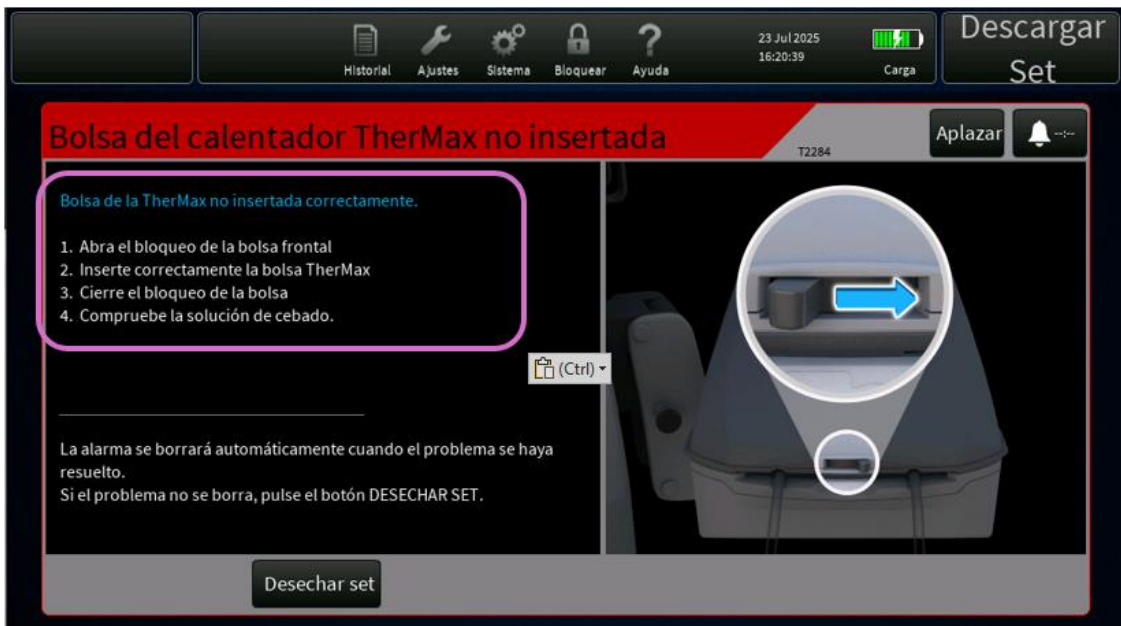 Historial
Ajustes
Sistema
Bloquear
Ayuda
23 Jul 2025
16:20:39
Carga
Descargar
Set
Bolsa del calentador TherMax no insertada
T2284
Aplazar
--:--
Bolsa de la TherMax no insertada correctamente.
1. Abra el bloqueo de la bolsa frontal
2. Inserte correctamente la bolsa TherMax
3. Cierre el bloqueo de la bolsa
4. Compruebe la solución de cebado.
(Ctrl)
La alarma se borrará automáticamente cuando el problema se haya
resuelto.
Si el problema no se borra, pulse el botón DESECHAR SET.
Desechar set